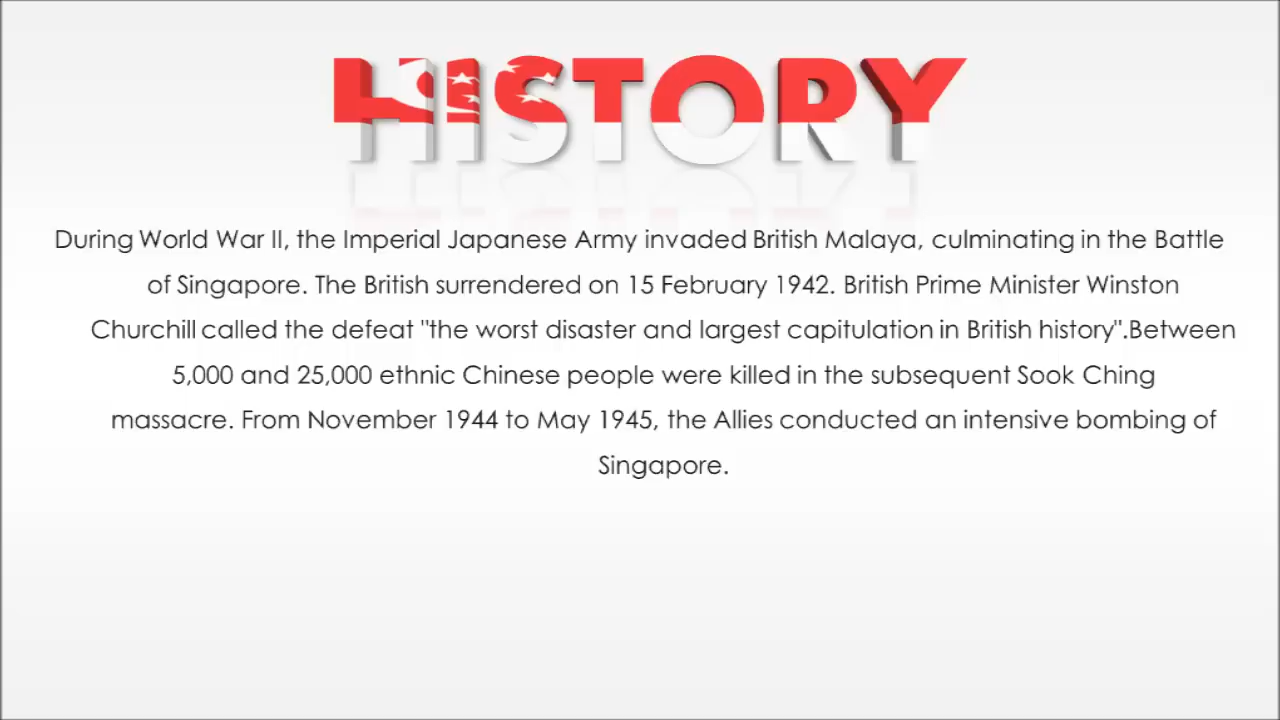 HISTORY
During World War II, the Imperial Japanese Army invaded British Malaya, culminating in the Battle
of Singapore. The British surrendered on 15 February 1942. British Prime Minister Winston
Churchill called the defeat "the worst disaster and largest capitulation in British history".Between
5,000 and 25,000 ethnic Chinese people were killed in the subsequent Sook Ching
massacre. From November 1944 to May 1945, the Allies conducted an intensive bombing of
Singapore.